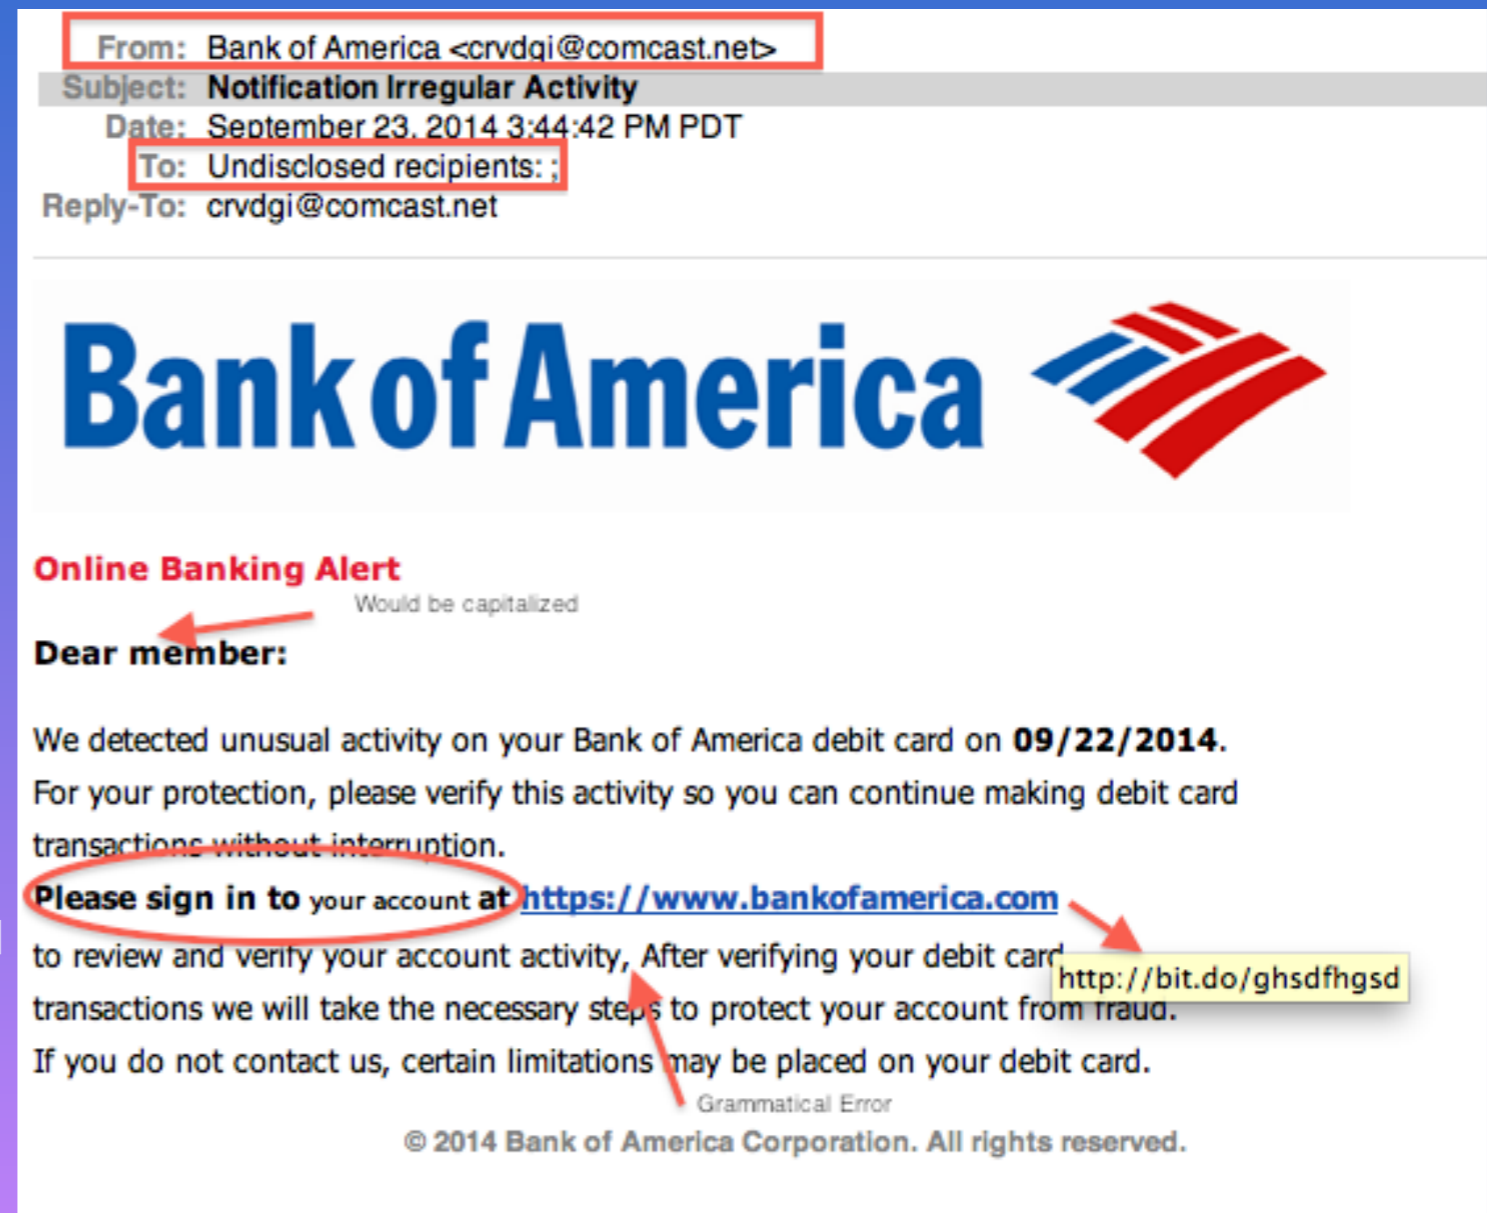 From: Bank of America <crvdgi@comcast.net>
Subject: Notification Irregular Activity
Date: September 23, 2014 3:44:42 PM PDT
To: Undisclosed recipients: ;
Reply-To: crvdgi@comcast.net
Bank of America
Online Banking Alert
Would be capitalized
Dear member:
We detected unusual activity on your Bank of America debit card on 09/22/2014.
For your protection, please verify this activity so you can continue making debit card
transactions without interruption.
Please sign in to your account at https://www.bankofamerica.com
to review and verify your account activity, After verifying your debit card
http://bit.do/ghsdfhgsd
transactions we will take the necessary steps to protect your account from fraud.
If you do not contact us, certain limitations may be placed on your debit card.
Grammatical Error
© 2014 Bank of America Corporation. All rights reserved.